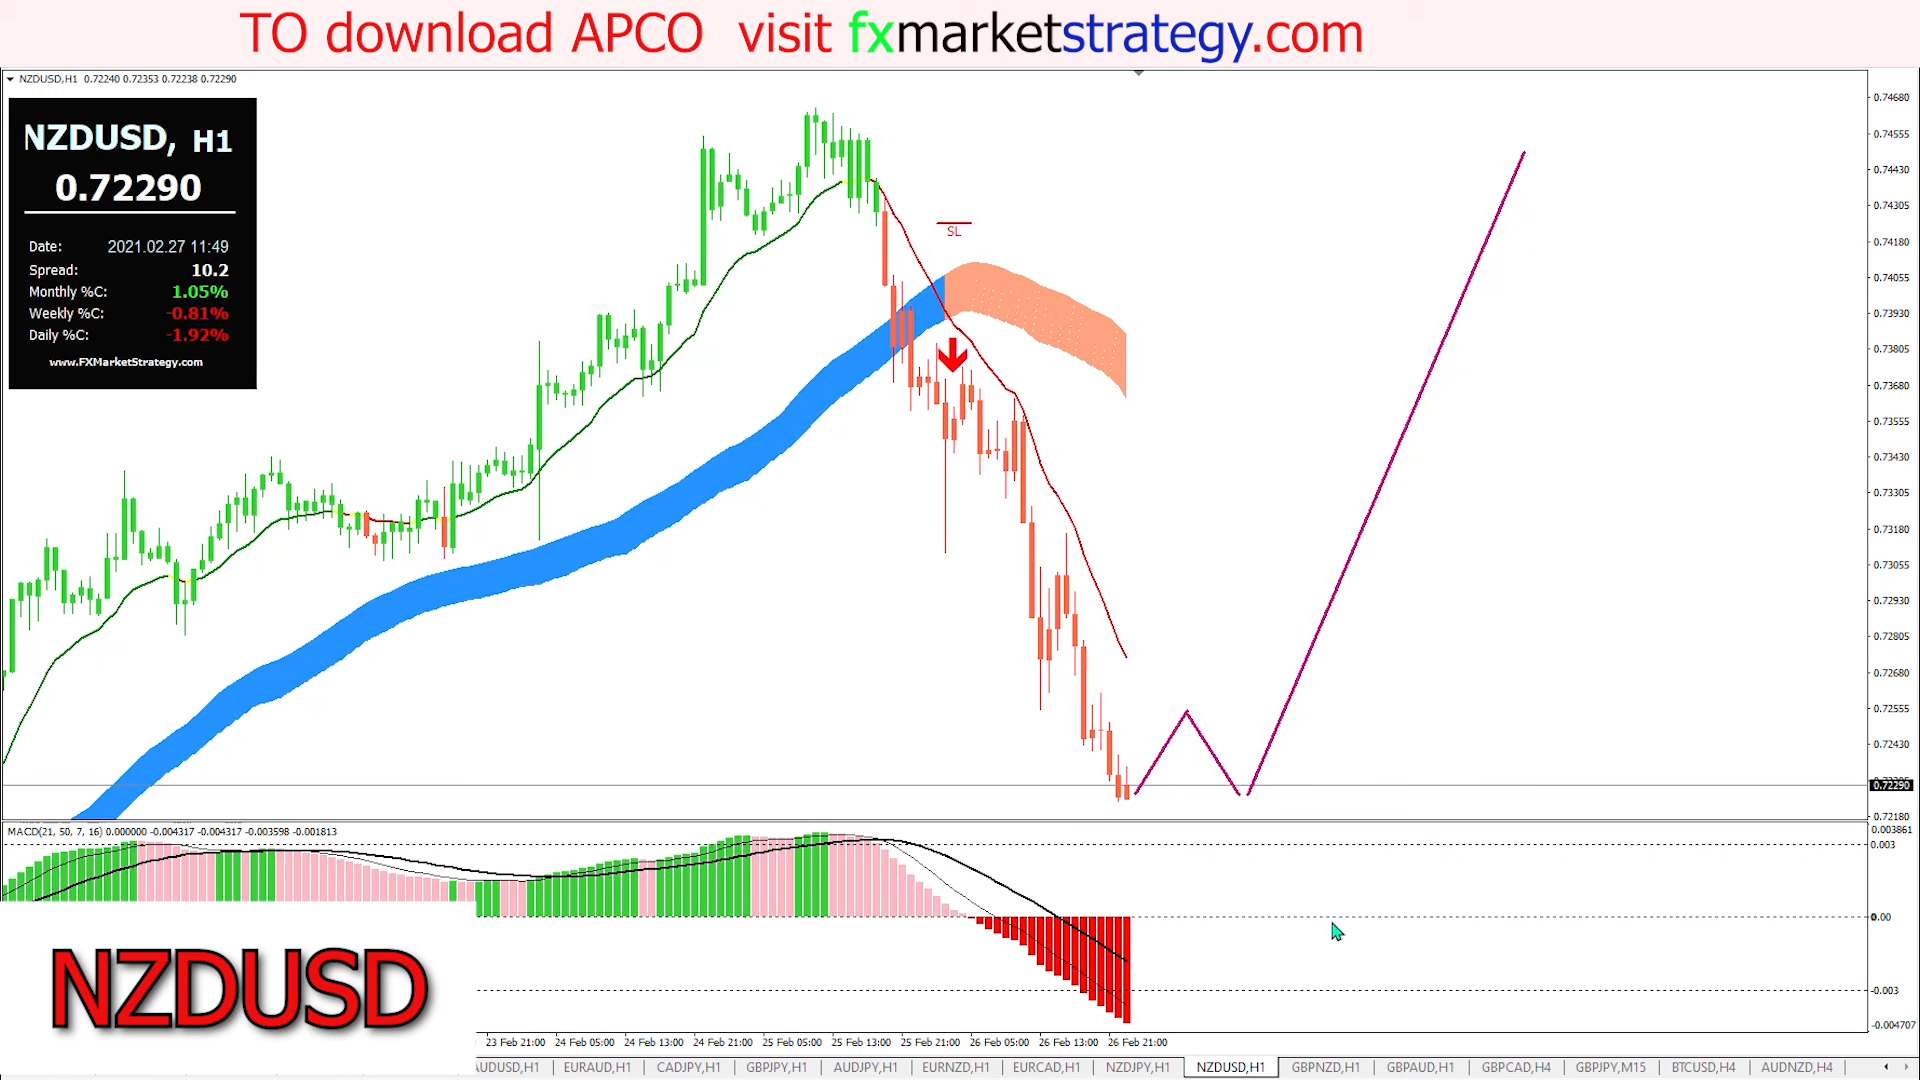 TO download APCO visit fxmarketstrategy.com
NZDUSD,H1 0.72240 0.72353 0.72238 0.72290
NZDUSD, H1
0.72290
Date: 2021.02.27 11:49
Spread: 10.2
Monthly %C: 1.05%
Weekly %C: -0.81%
Daily %C: -1.92%
www.FXMarketStrategy.com
SL
0.74680
0.74555
0.74430
0.74305
0.74180
0.74055
0.73930
0.73805
0.73680
0.73555
0.73430
0.73305
0.73180
0.73055
0.72930
0.72805
0.72680
0.72555
0.72430
0.72290
0.72180
MACD(21, 50, 7, 16) 0.000000 -0.004317 -0.004317 -0.003598 -0.001813
0.003861
0.003
0.00
-0.003
-0.004707
NZDUSD
23 Feb 21:00 24 Feb 05:00 24 Feb 13:00 24 Feb 21:00 25 Feb 05:00 25 Feb 13:00 25 Feb 21:00 26 Feb 05:00 26 Feb 13:00 26 Feb 21:00
AUDUSD,H1 EURAUD,H1 CADJPY,H1 GBPJPY,H1 AUDJPY,H1 EURNZD,H1 EURCAD,H1 NZDJPY,H1 NZDUSD,H1 GBPNZD,H1 GBPAUD,H1 GBPCAD,H4 GBPJPY,M15 BTCUSD,H4 AUDNZD,H4